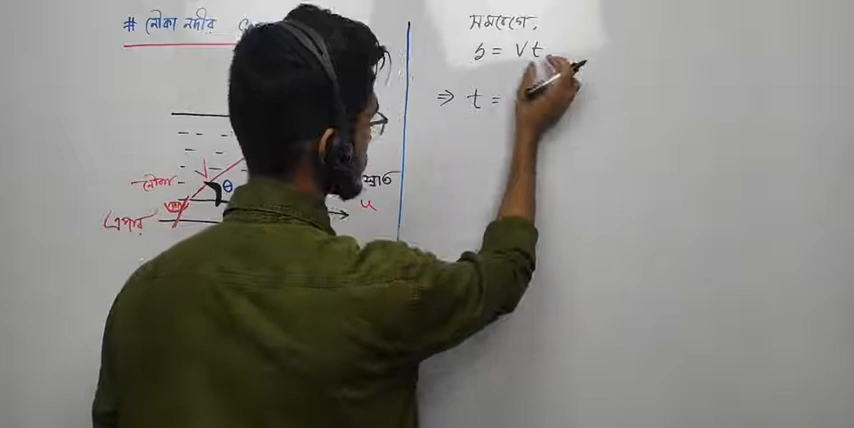 # নৌকা নদীর
সমবেগে,
s = vt
⇒ t =
v
θ
নৌকা
স্রোত
u
এপার